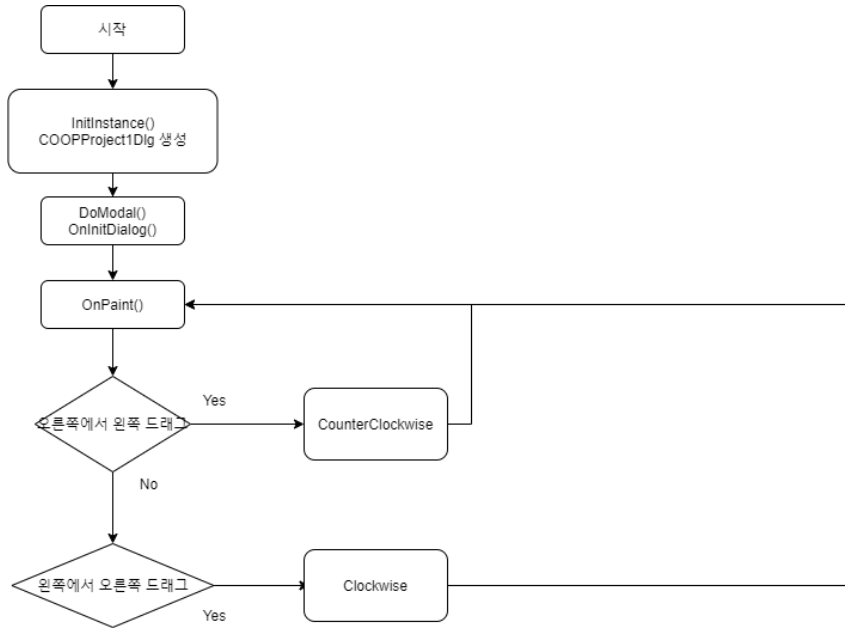 시작
InitInstance()
COOPProject1Dlg 생성
DoModal()
OnInitDialog()
OnPaint()
오른쪽에서 왼쪽 드래그
Yes
CounterClockwise
No
왼쪽에서 오른쪽 드래그
Yes
Clockwise